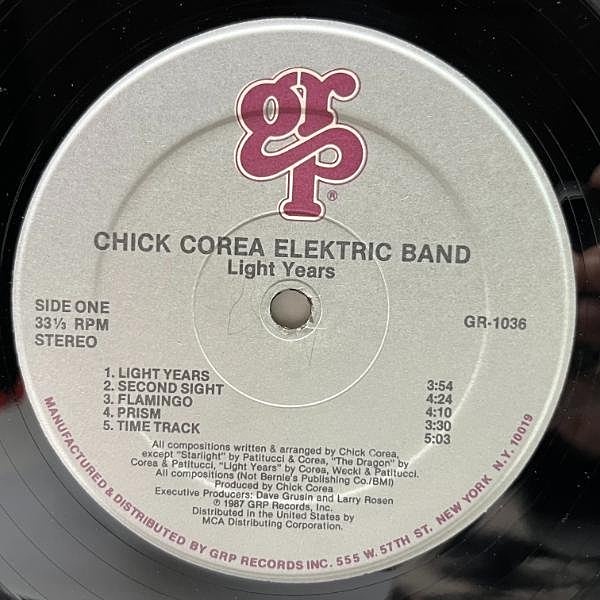 grp®
CHICK COREA ELEKTRIC BAND
Light Years
SIDE ONE
33⅓ RPM
STEREO
GR-1036
1. LIGHT YEARS
2. SECOND SIGHT 3:54
3. FLAMINGO 4:24
4. PRISM 4:10
5. TIME TRACK 3:30
5:03
All compositions written & arranged by Chick Corea,
except "Starlight" by Patitucci & Corea, "The Dragon" by
Corea & Patitucci, "Light Years" by Corea, Weckl & Patitucci.
All compositions (Not Bernie's Publishing Co./BMI)
Produced by Chick Corea
Executive Producers: Dave Grusin and Larry Rosen
℗ 1987 GRP Records, Inc.
Distributed in the United States by
MCA Distributing Corporation.
MANUFACTURED & DISTRIBUTED BY GRP RECORDS INC. 555 W. 57TH ST. NEW YORK, N.Y. 10019